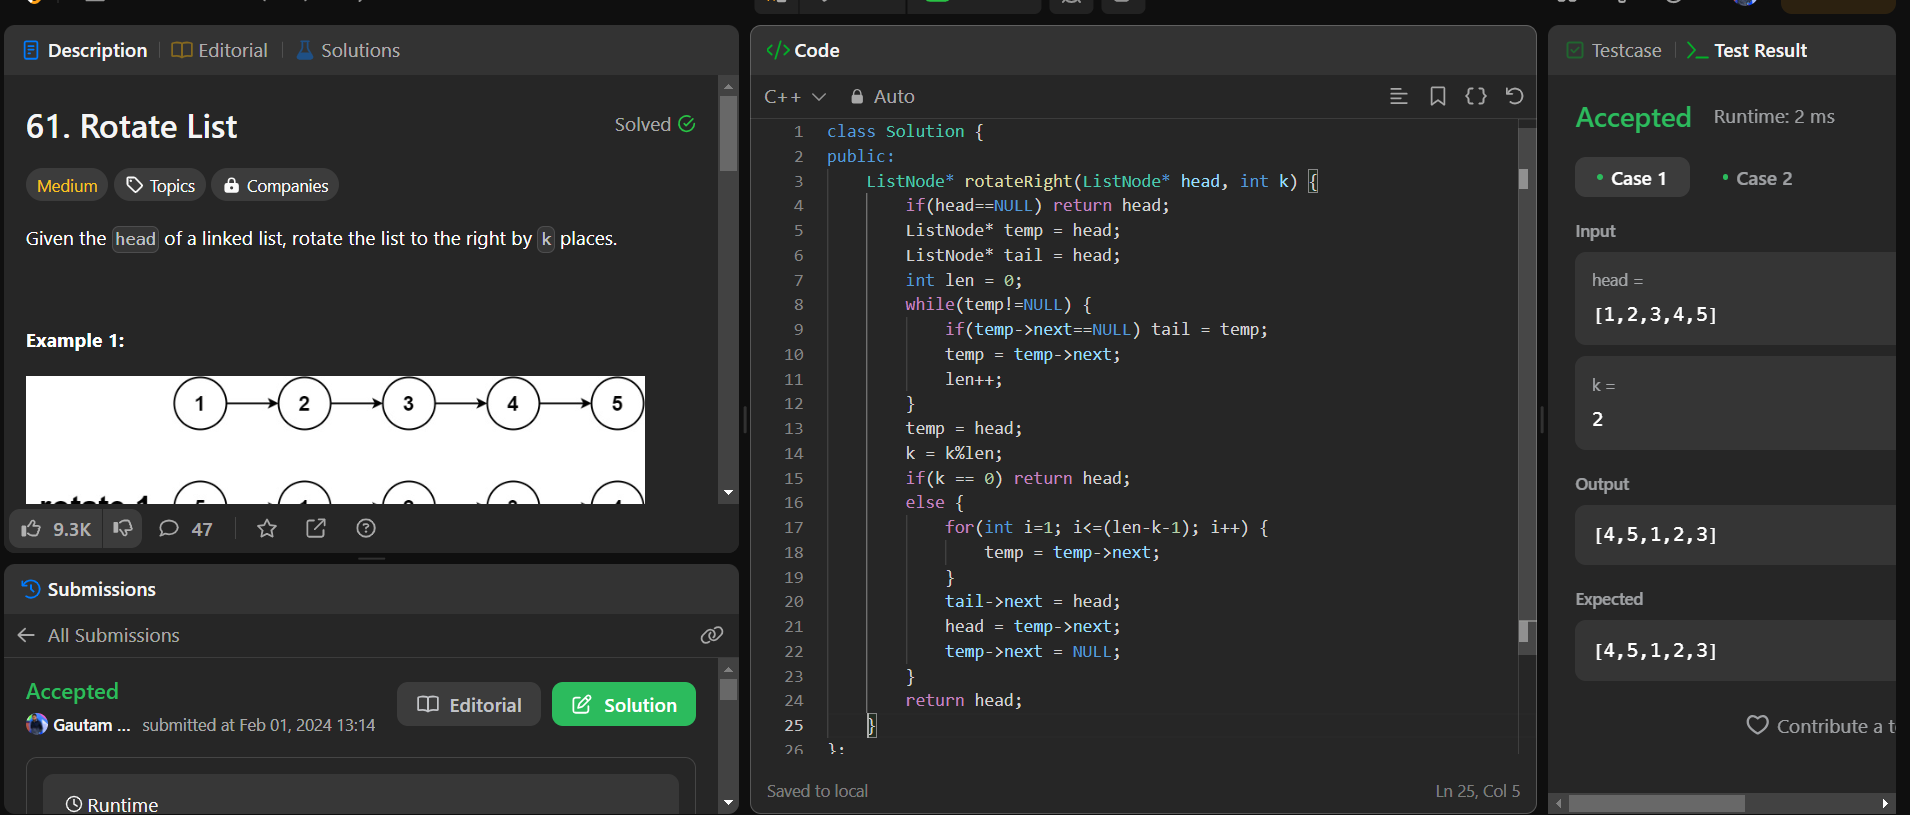 Description
Editorial
Solutions
61. Rotate List
Solved
Medium
Topics
Companies
Given the head of a linked list, rotate the list to the right by k places.
Example 1:
1 2 3 4 5
rotate 1
9.3K
47
Submissions
All Submissions
Accepted
Gautam ... submitted at Feb 01, 2024 13:14
Editorial
Solution
Runtime
</> Code
C++
Auto
1 class Solution {
2 public:
3     ListNode* rotateRight(ListNode* head, int k) {
4         if(head==NULL) return head;
5         ListNode* temp = head;
6         ListNode* tail = head;
7         int len = 0;
8         while(temp!=NULL) {
9             if(temp->next==NULL) tail = temp;
10             temp = temp->next;
11             len++;
12         }
13         temp = head;
14         k = k%len;
15         if(k == 0) return head;
16         else {
17             for(int i=1; i<=(len-k-1); i++) {
18                 temp = temp->next;
19             }
20             tail->next = head;
21             head = temp->next;
22             temp->next = NULL;
23         }
24         return head;
25     }
26 };
Saved to local
Ln 25, Col 5
Testcase
Test Result
Accepted
Runtime: 2 ms
Case 1
Case 2
Input
head =
[1,2,3,4,5]
k =
2
Output
[4,5,1,2,3]
Expected
[4,5,1,2,3]
Contribute a